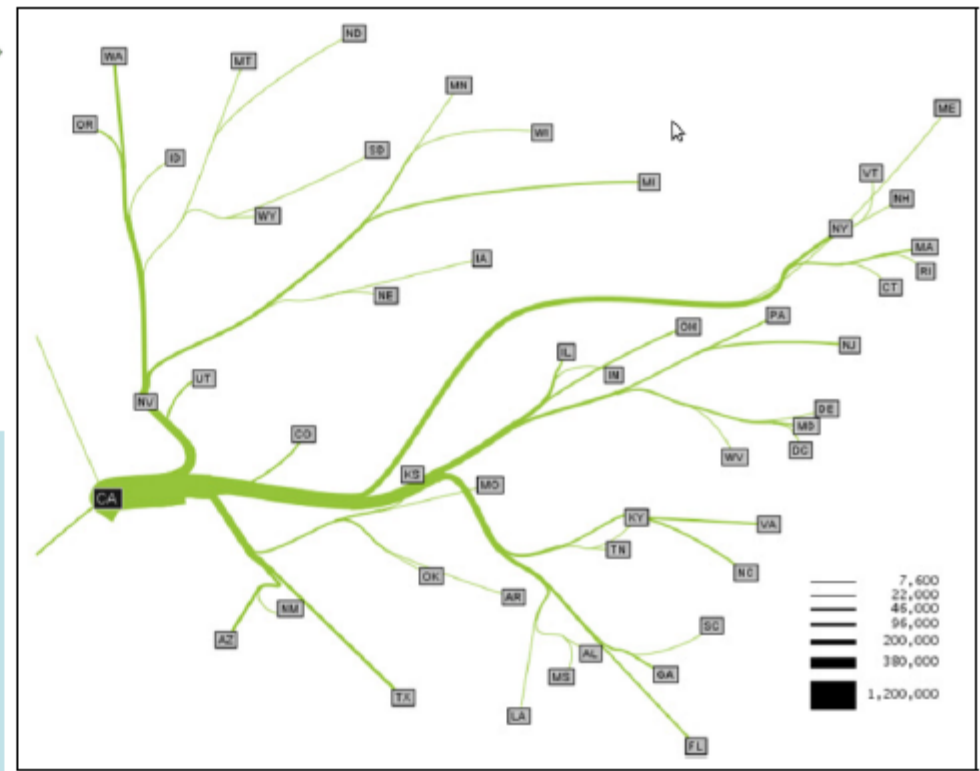 ND
WA
MT
MN
ME
OR
WI
SD
ID
VT
MI
NH
WY
NY
MA
IA
RI
CT
NE
PA
OH
NJ
IL
IN
UT
NV
DE
MD
CO
DC
WV
KS
MO
CA
KY
VA
TN
NC
OK
AR
NM
SC
AZ
AL
GA
MS
TX
LA
FL
7,600
22,000
46,000
96,000
200,000
380,000
1,200,000